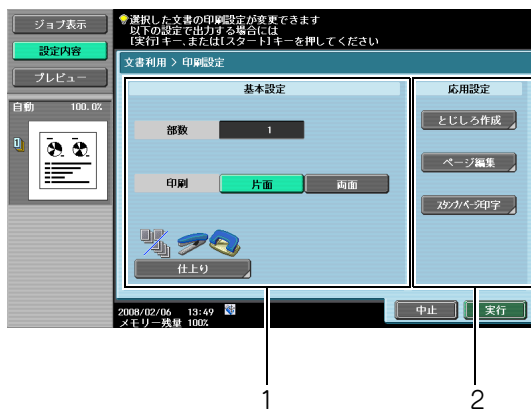 ジョブ表示
設定内容
プレビュー
自動 100.0%
選択した文書の印刷設定が変更できます
以下の設定で出力する場合には
[実行]キー、または[スタート]キーを押してください
文書利用 > 印刷設定
基本設定
部数 1
印刷 片面 両面
仕上り
応用設定
とじしろ作成
ページ編集
スタンプ/ページ印字
2008/02/06 13:49
メモリー残量 100%
中止 実行
1 2